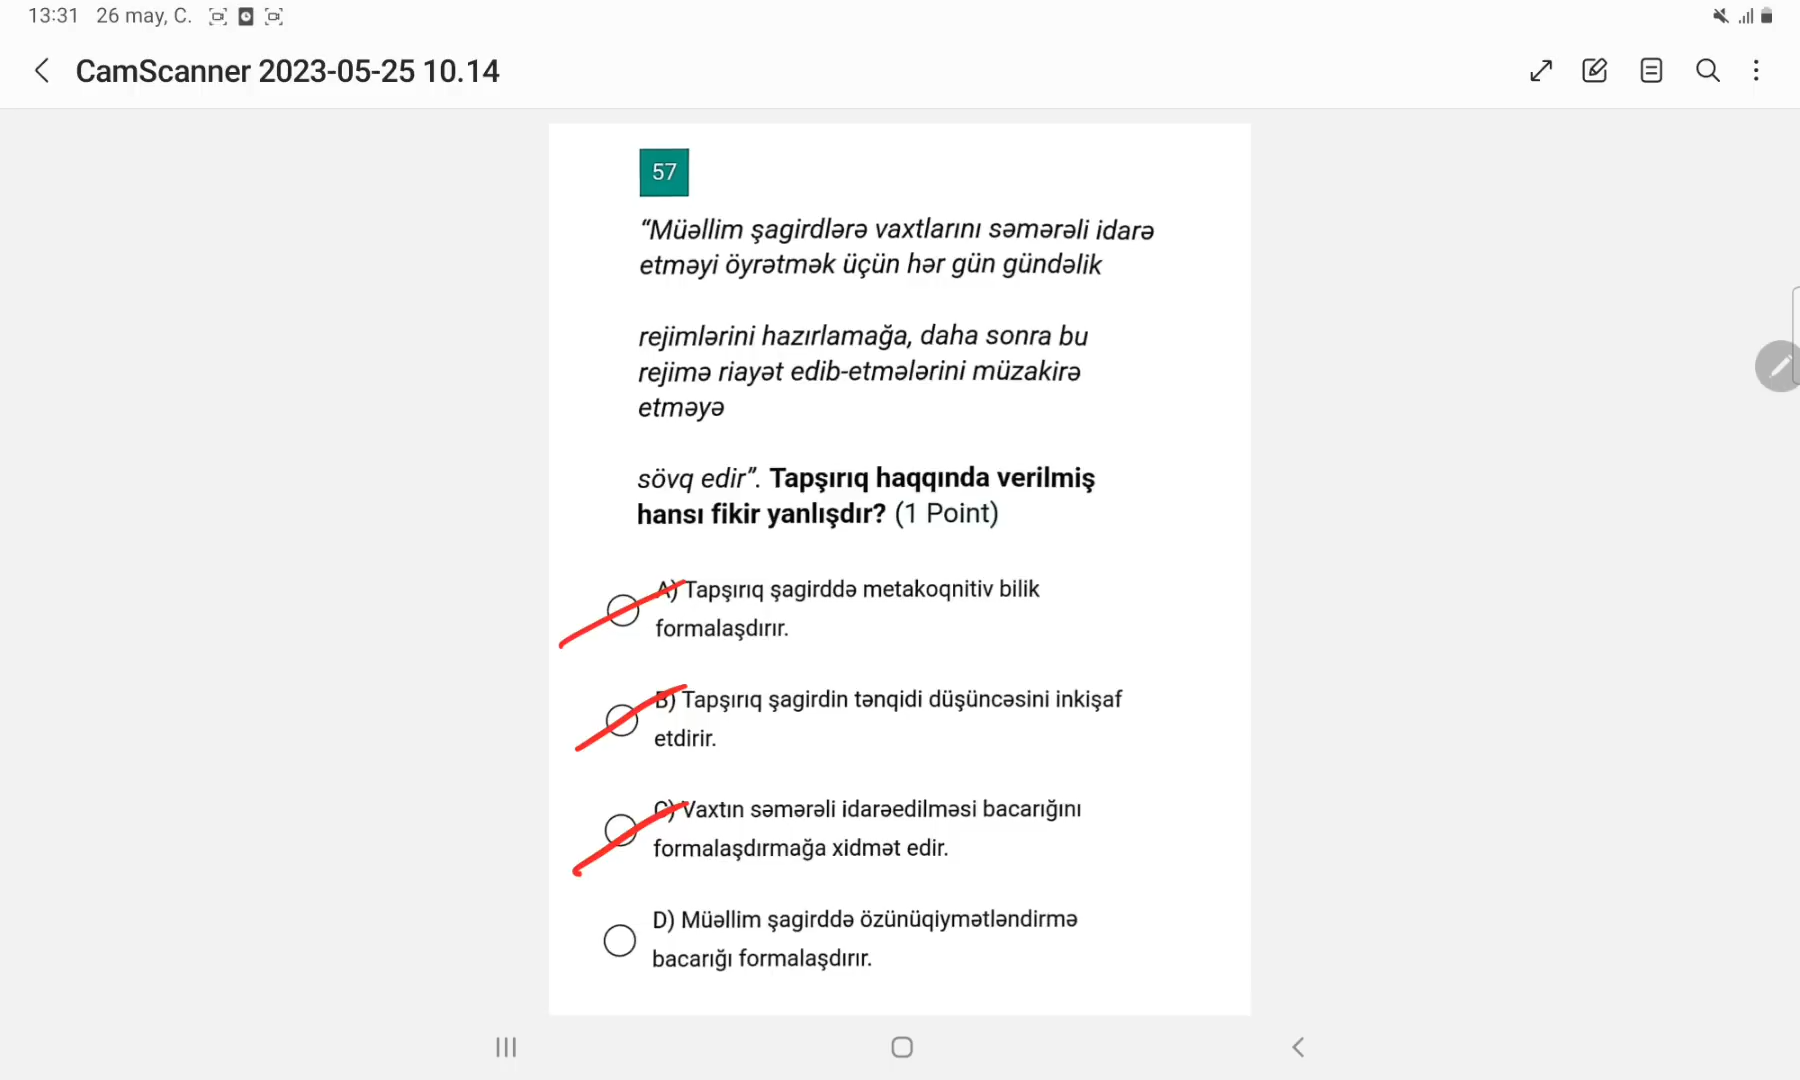 13:31 26 may, C.
CamScanner 2023-05-25 10.14
57
“Müəllim şagirdlərə vaxtlarını səmərəli idarə
etməyi öyrətmək üçün hər gün gündəlik
rejimlərini hazırlamağa, daha sonra bu
rejimə riayət edib-etmələrini müzakirə
etməyə
sövq edir”. Tapşırıq haqqında verilmiş
hansı fikir yanlışdır? (1 Point)
A) Tapşırıq şagirddə metakoqnitiv bilik
formalaşdırır.
B) Tapşırıq şagirdin tənqidi düşüncəsini inkişaf
etdirir.
C) Vaxtın səmərəli idarəedilməsi bacarığını
formalaşdırmağa xidmət edir.
D) Müəllim şagirddə özünüqiymətləndirmə
bacarığı formalaşdırır.